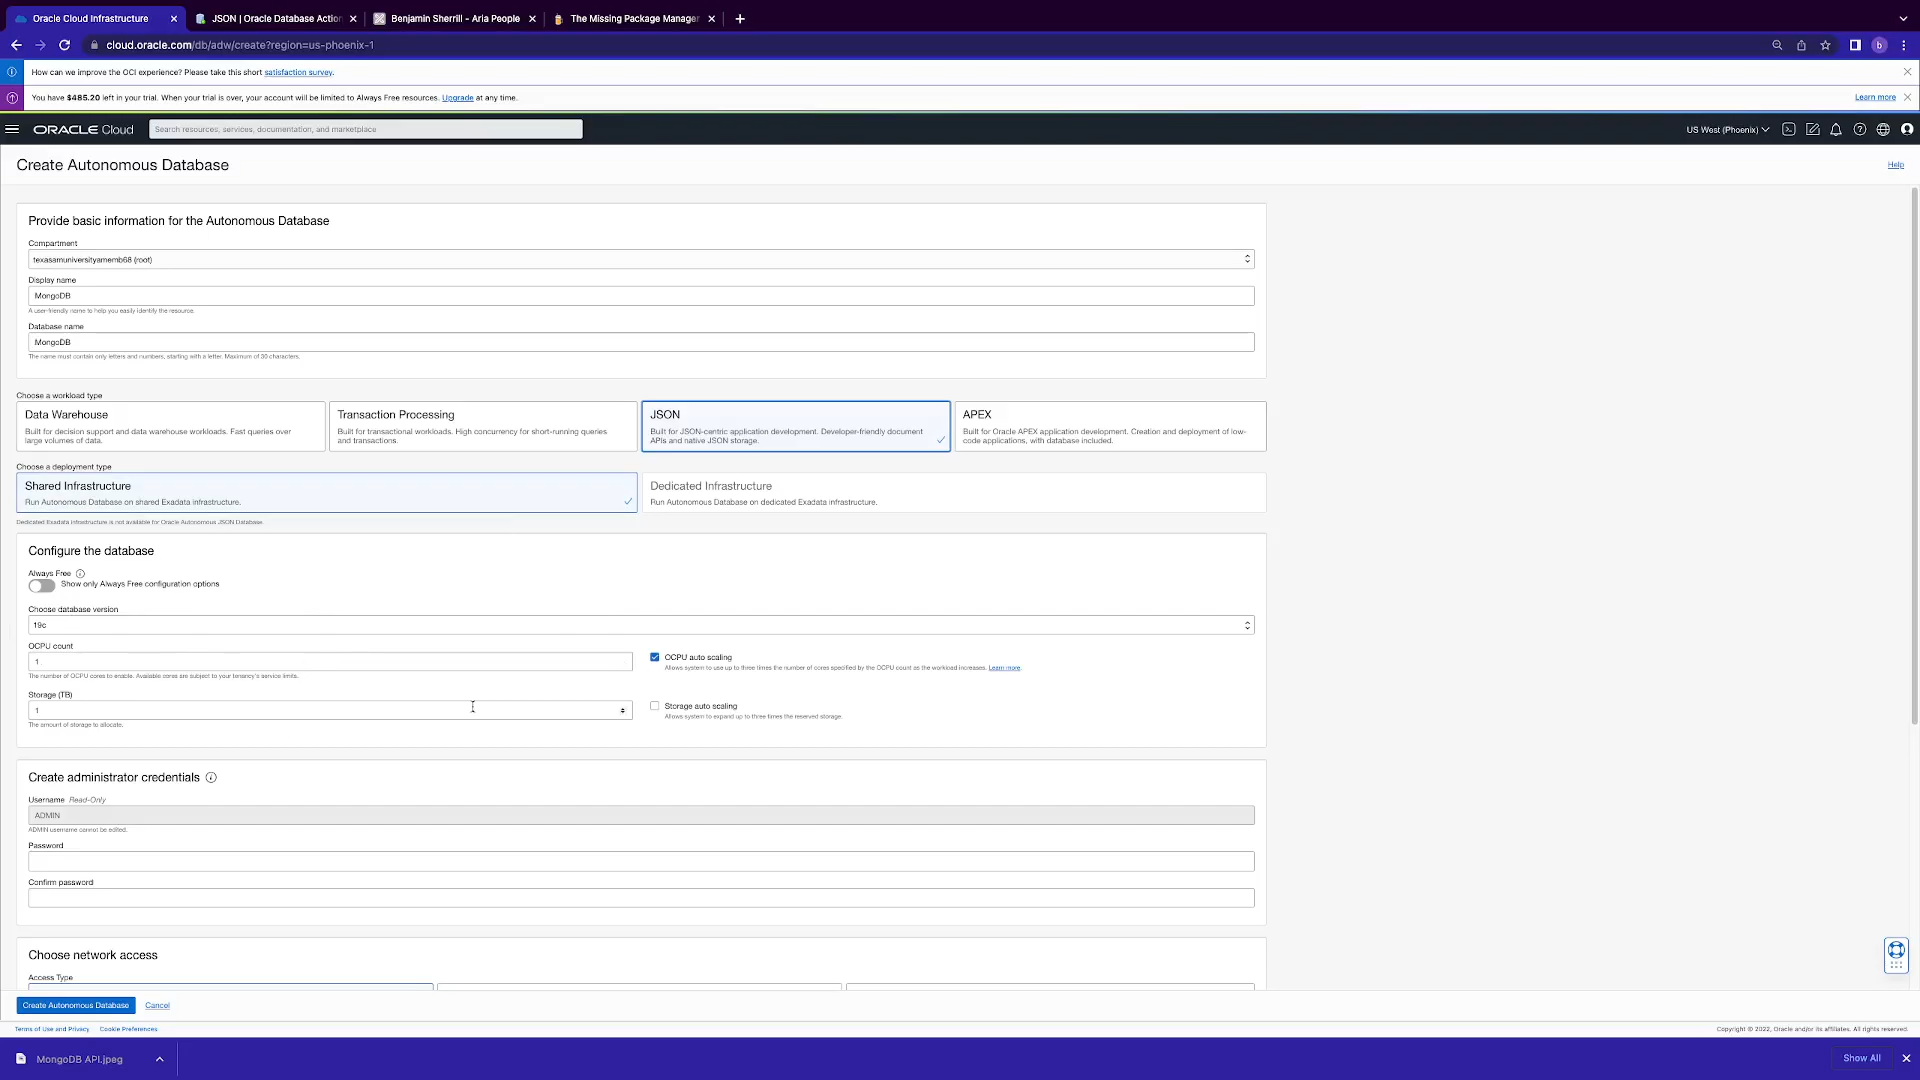 Oracle Cloud Infrastructure
JSON | Oracle Database Action
Benjamin Sherrill - Aria People
The Missing Package Manager
cloud.oracle.com/db/adw/create?region=us-phoenix-1
b
How can we improve the OCI experience? Please take this short satisfaction survey.
You have $485.20 left in your trial. When your trial is over, your account will be limited to Always Free resources. Upgrade at any time.
Learn more
ORACLE Cloud
Search resources, services, documentation, and marketplace
US West (Phoenix)
Create Autonomous Database
Help
Provide basic information for the Autonomous Database
Compartment
texasamuniversityamemb68 (root)
Display name
MongoDB
A user-friendly name to help you easily identify the resource.
Database name
MongoDB
The name must contain only letters and numbers, starting with a letter. Maximum of 30 characters.
Choose a workload type
Data Warehouse
Built for decision support and data warehouse workloads. Fast queries over
large volumes of data.
Transaction Processing
Built for transactional workloads. High concurrency for short-running queries
and transactions.
JSON
Built for JSON-centric application development. Developer-friendly document
APIs and native JSON storage.
APEX
Built for Oracle APEX application development. Creation and deployment of low-
code applications, with database included.
Choose a deployment type
Shared Infrastructure
Run Autonomous Database on shared Exadata infrastructure.
Dedicated Infrastructure
Run Autonomous Database on dedicated Exadata infrastructure.
Dedicated Exadata infrastructure is not available for Oracle Autonomous JSON Database.
Configure the database
Always Free
Show only Always Free configuration options
Choose database version
19c
OCPU count
1
The number of OCPU cores to enable. Available cores are subject to your tenancy's service limits.
OCPU auto scaling
Allows system to use up to three times the number of cores specified by the OCPU count as the workload increases. Learn more
Storage (TB)
1
The amount of storage to allocate.
Storage auto scaling
Allows system to expand up to three times the reserved storage.
Create administrator credentials
Username Read-Only
ADMIN
ADMIN username cannot be edited.
Password
Confirm password
Choose network access
Access Type
Create Autonomous Database
Cancel
Terms of Use and Privacy
Cookie Preferences
Copyright © 2022, Oracle and/or its affiliates. All rights reserved.
MongoDB API.jpeg
Show All